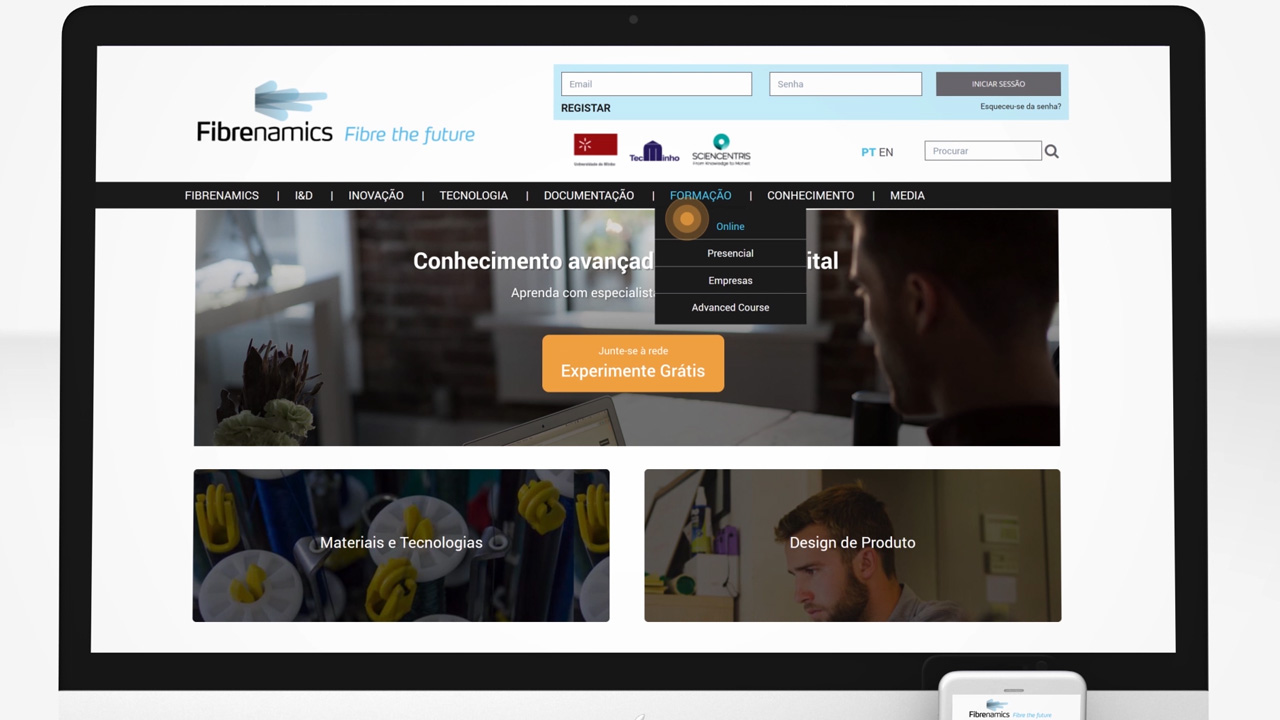 Email
Senha
INICIAR SESSÃO
REGISTAR
Esqueceu-se da senha?
Fibrenamics Fibre the future
Universidade do Minho
TecMinho
SCIENCENTRIS
PT EN
Procurar
FIBRENAMICS | I&D | INOVAÇÃO | TECNOLOGIA | DOCUMENTAÇÃO | FORMAÇÃO | CONHECIMENTO | MEDIA
Online
Presencial
Empresas
Advanced Course
Conhecimento avançad ital
Aprenda com especialist
Junte-se à rede
Experimente Grátis
Materiais e Tecnologias
Design de Produto
Fibrenamics Fibre the future